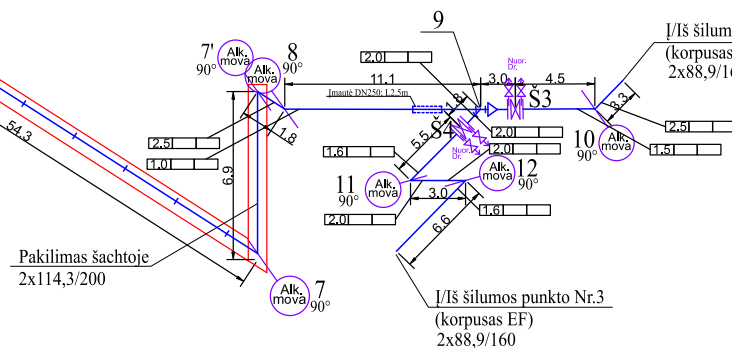 7'
90°
Alk.
mova
8
90°
Alk.
mova
2.0
9
3.0
4.5
11.1
Į/Iš šilum
(korpusas
2x88,9/16
Įmautė DN250; L2,5m
1.8
Nuor.
Dr.
Š3
3.3
54.3
2.5
1.0
1.8
6.9
5.5
Š4
Nuor.
Dr.
2.0
2.0
2.5
1.5
10
90°
Alk.
mova
1.6
11
90°
Alk.
mova
12
90°
Alk.
mova
3.0
2.0
1.6
6.6
Pakilimas šachtoje
2x114,3/200
Alk.
mova
7
90°
Į/Iš šilumos punkto Nr.3
(korpusas EF)
2x88,9/160